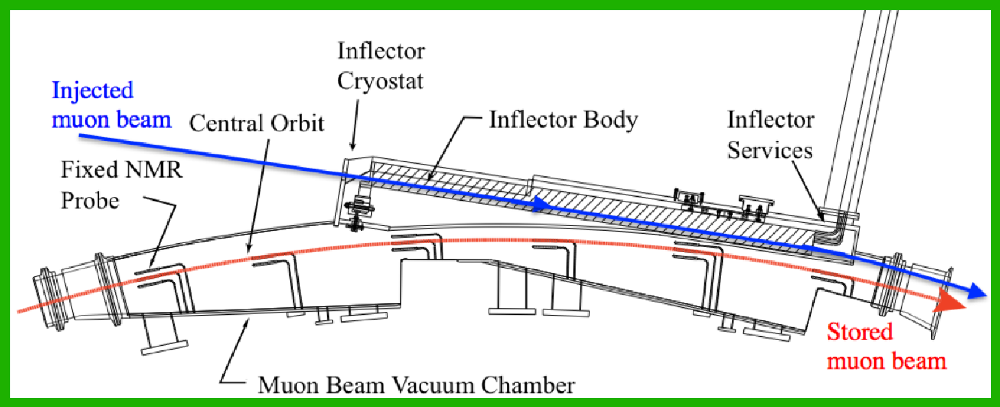 Inflector
Cryostat
Injected
muon beam
Central Orbit
Inflector Body
Inflector
Services
Fixed NMR
Probe
Stored
muon beam
Muon Beam Vacuum Chamber